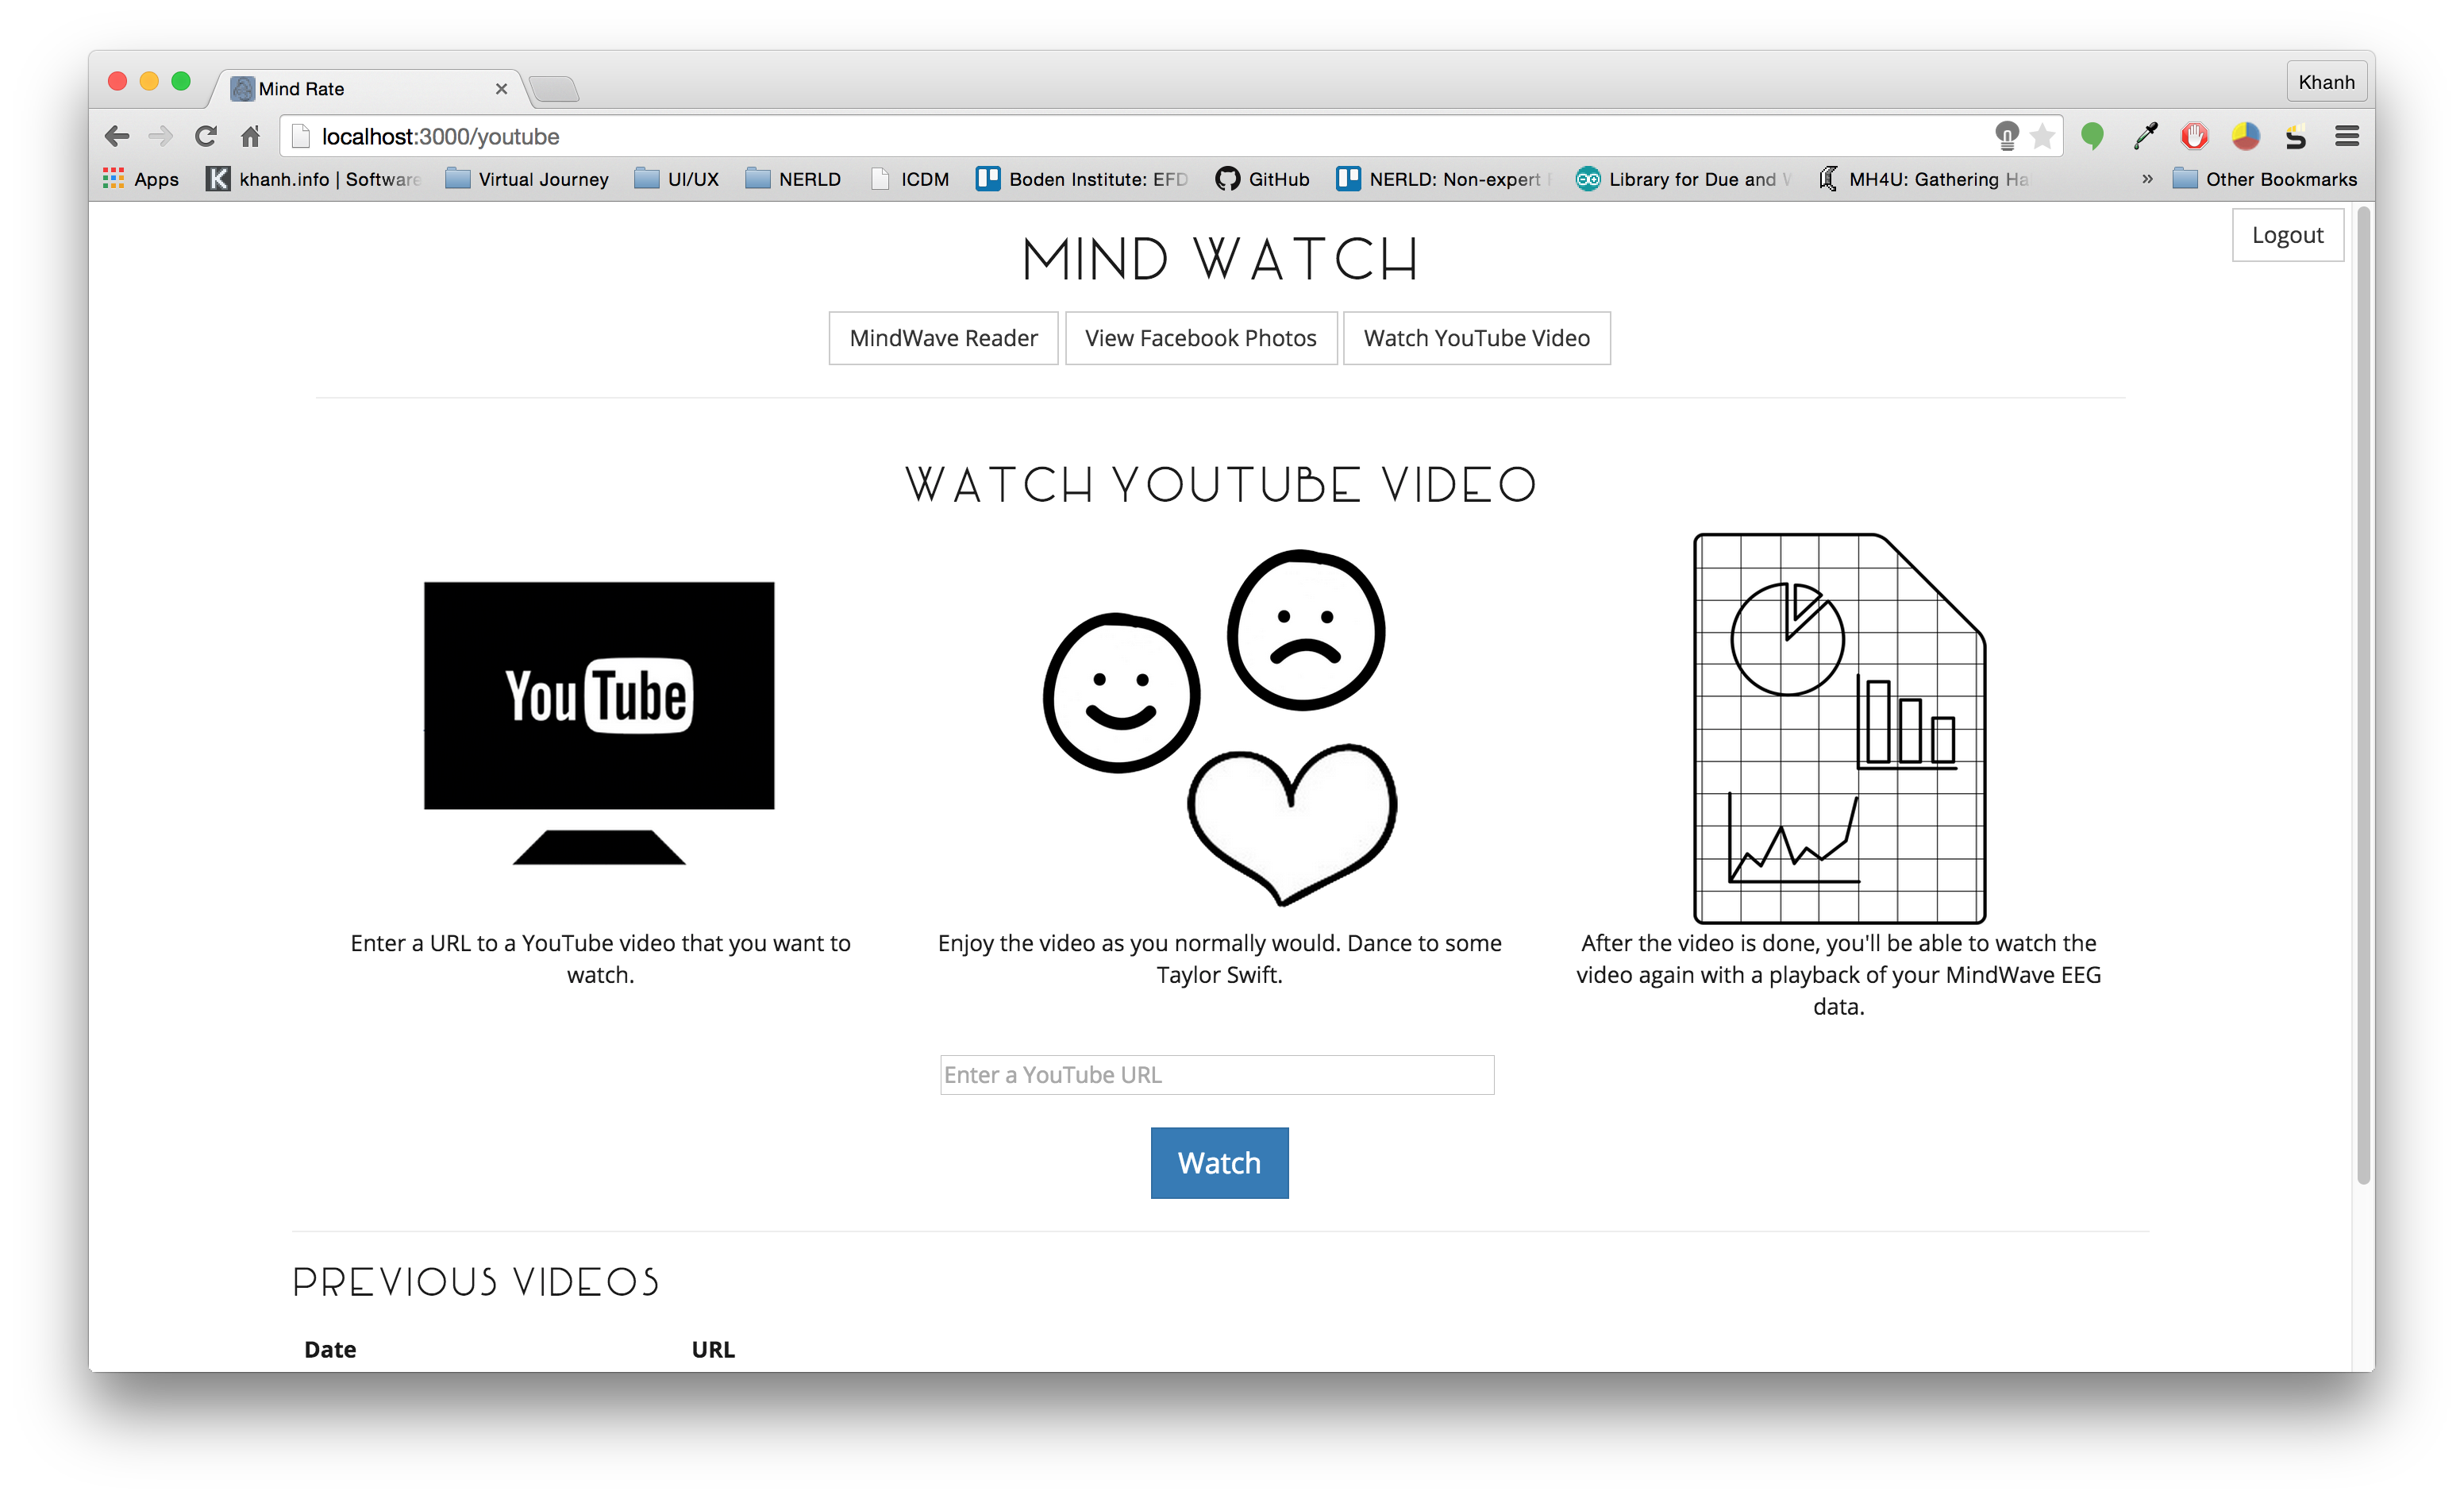 Mind Rate
Khanh
localhost:3000/youtube
Apps
khanh.info | Software
Virtual Journey
UI/UX
NERLD
ICDM
Boden Institute: EFD
GitHub
NERLD: Non-expert
Library for Due and
MH4U: Gathering Ha
» Other Bookmarks
Logout
MIND WATCH
MindWave Reader
View Facebook Photos
Watch YouTube Video
WATCH YOUTUBE VIDEO
YouTube
Enter a URL to a YouTube video that you want to
watch.
Enjoy the video as you normally would. Dance to some
Taylor Swift.
After the video is done, you'll be able to watch the
video again with a playback of your MindWave EEG
data.
Enter a YouTube URL
Watch
PREVIOUS VIDEOS
Date URL